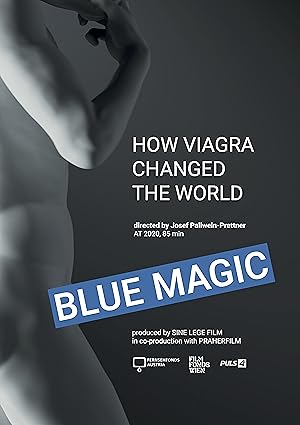 HOW VIAGRA
CHANGED
THE WORLD
directed by Josef Pallwein-Prettner
AT 2020, 85 min
BLUE MAGIC
produced by SINE LEGE FILM
in co-production with PRAHERFILM
FERNSEHFONDS
AUSTRIA
FILM
FONDS
WIEN
PULS 4